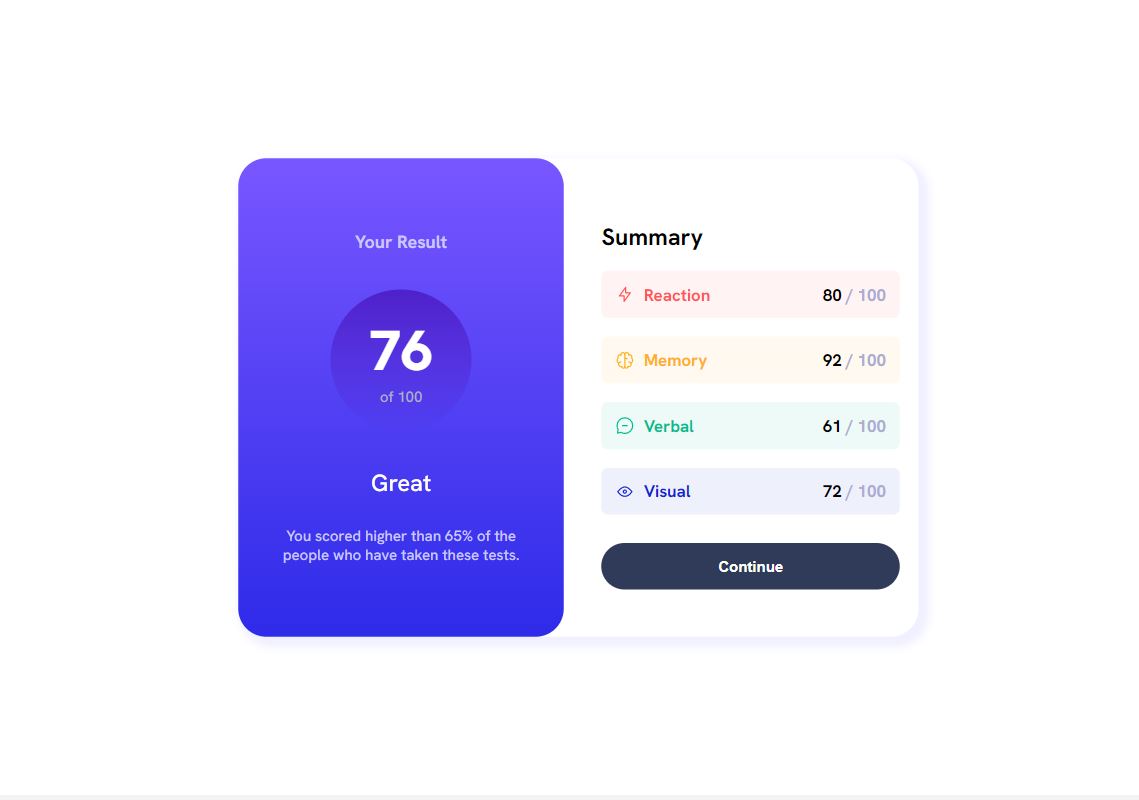 Your Result
76
of 100
Great
You scored higher than 65% of the
people who have taken these tests.
Summary
Reaction 80 / 100
Memory 92 / 100
Verbal 61 / 100
Visual 72 / 100
Continue